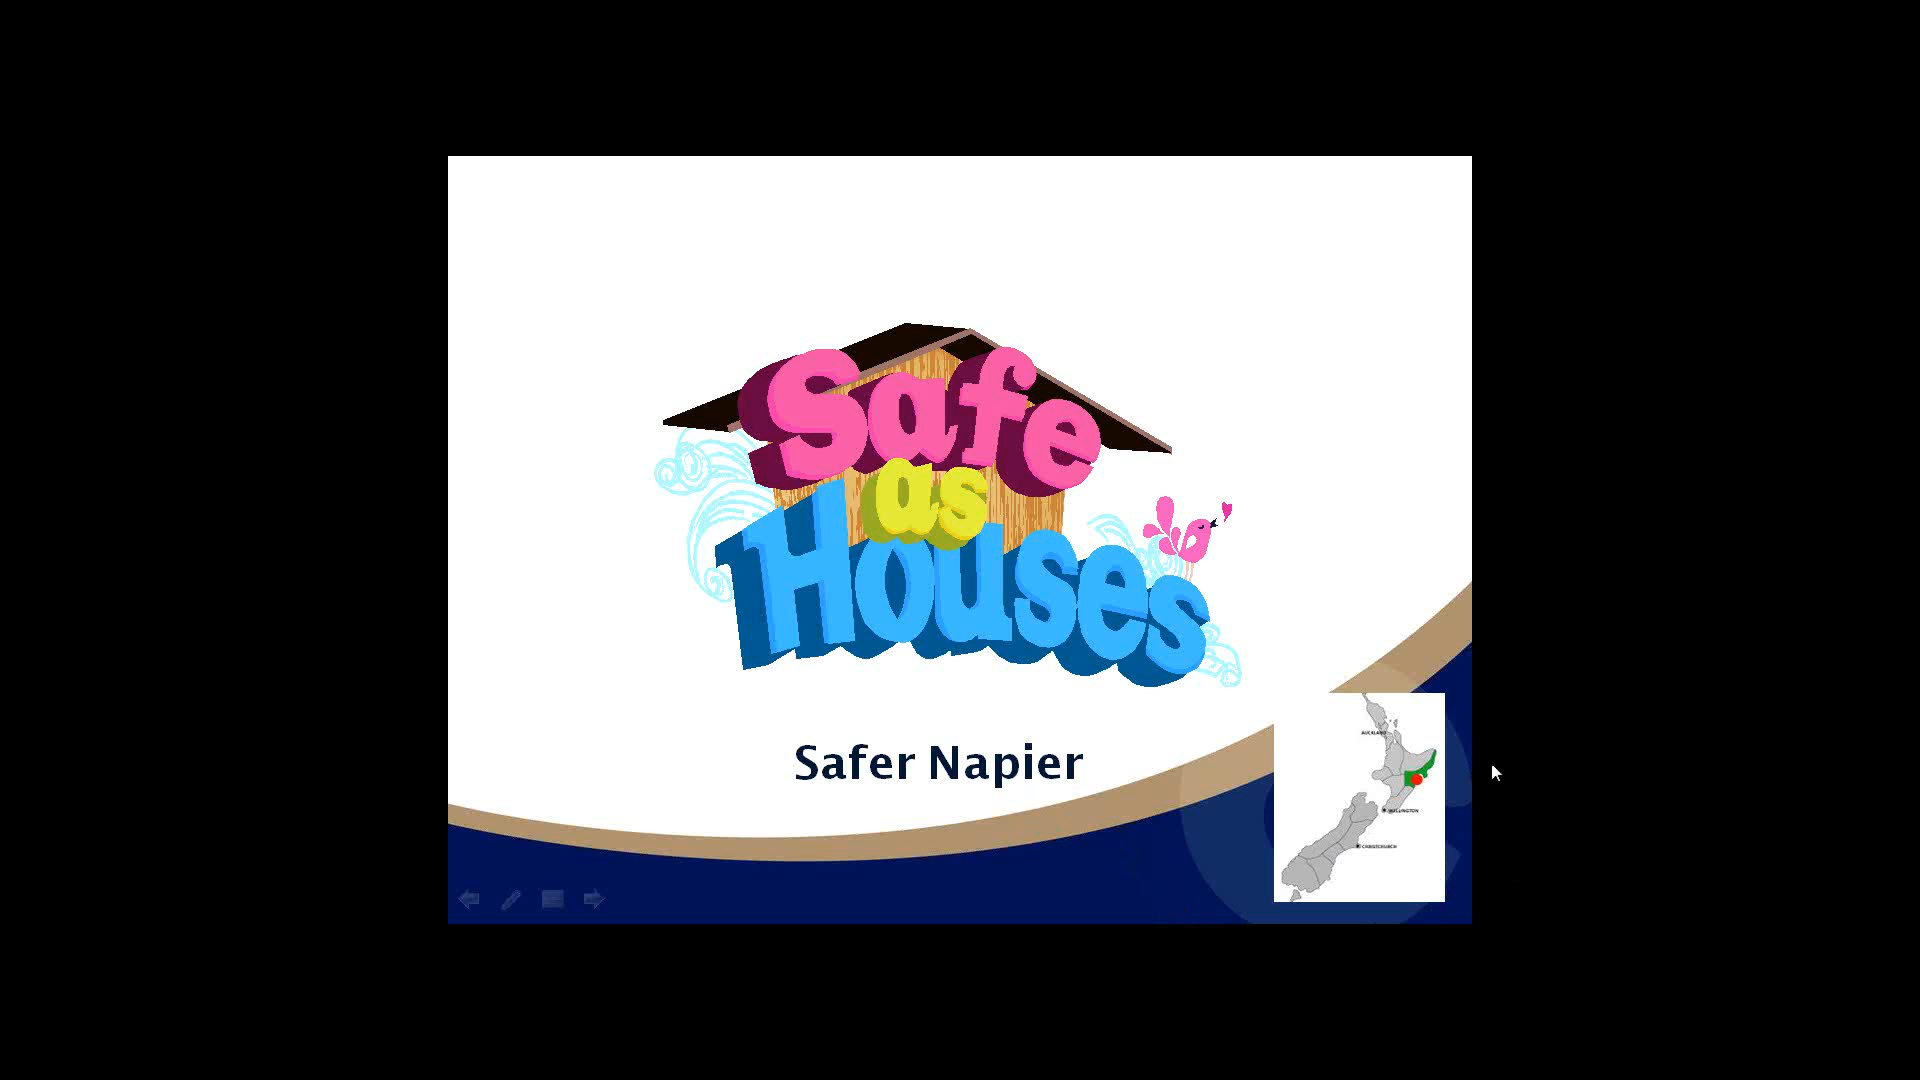 Safe
as
Houses
Safer Napier
AUCKLAND
WELLINGTON
CHRISTCHURCH